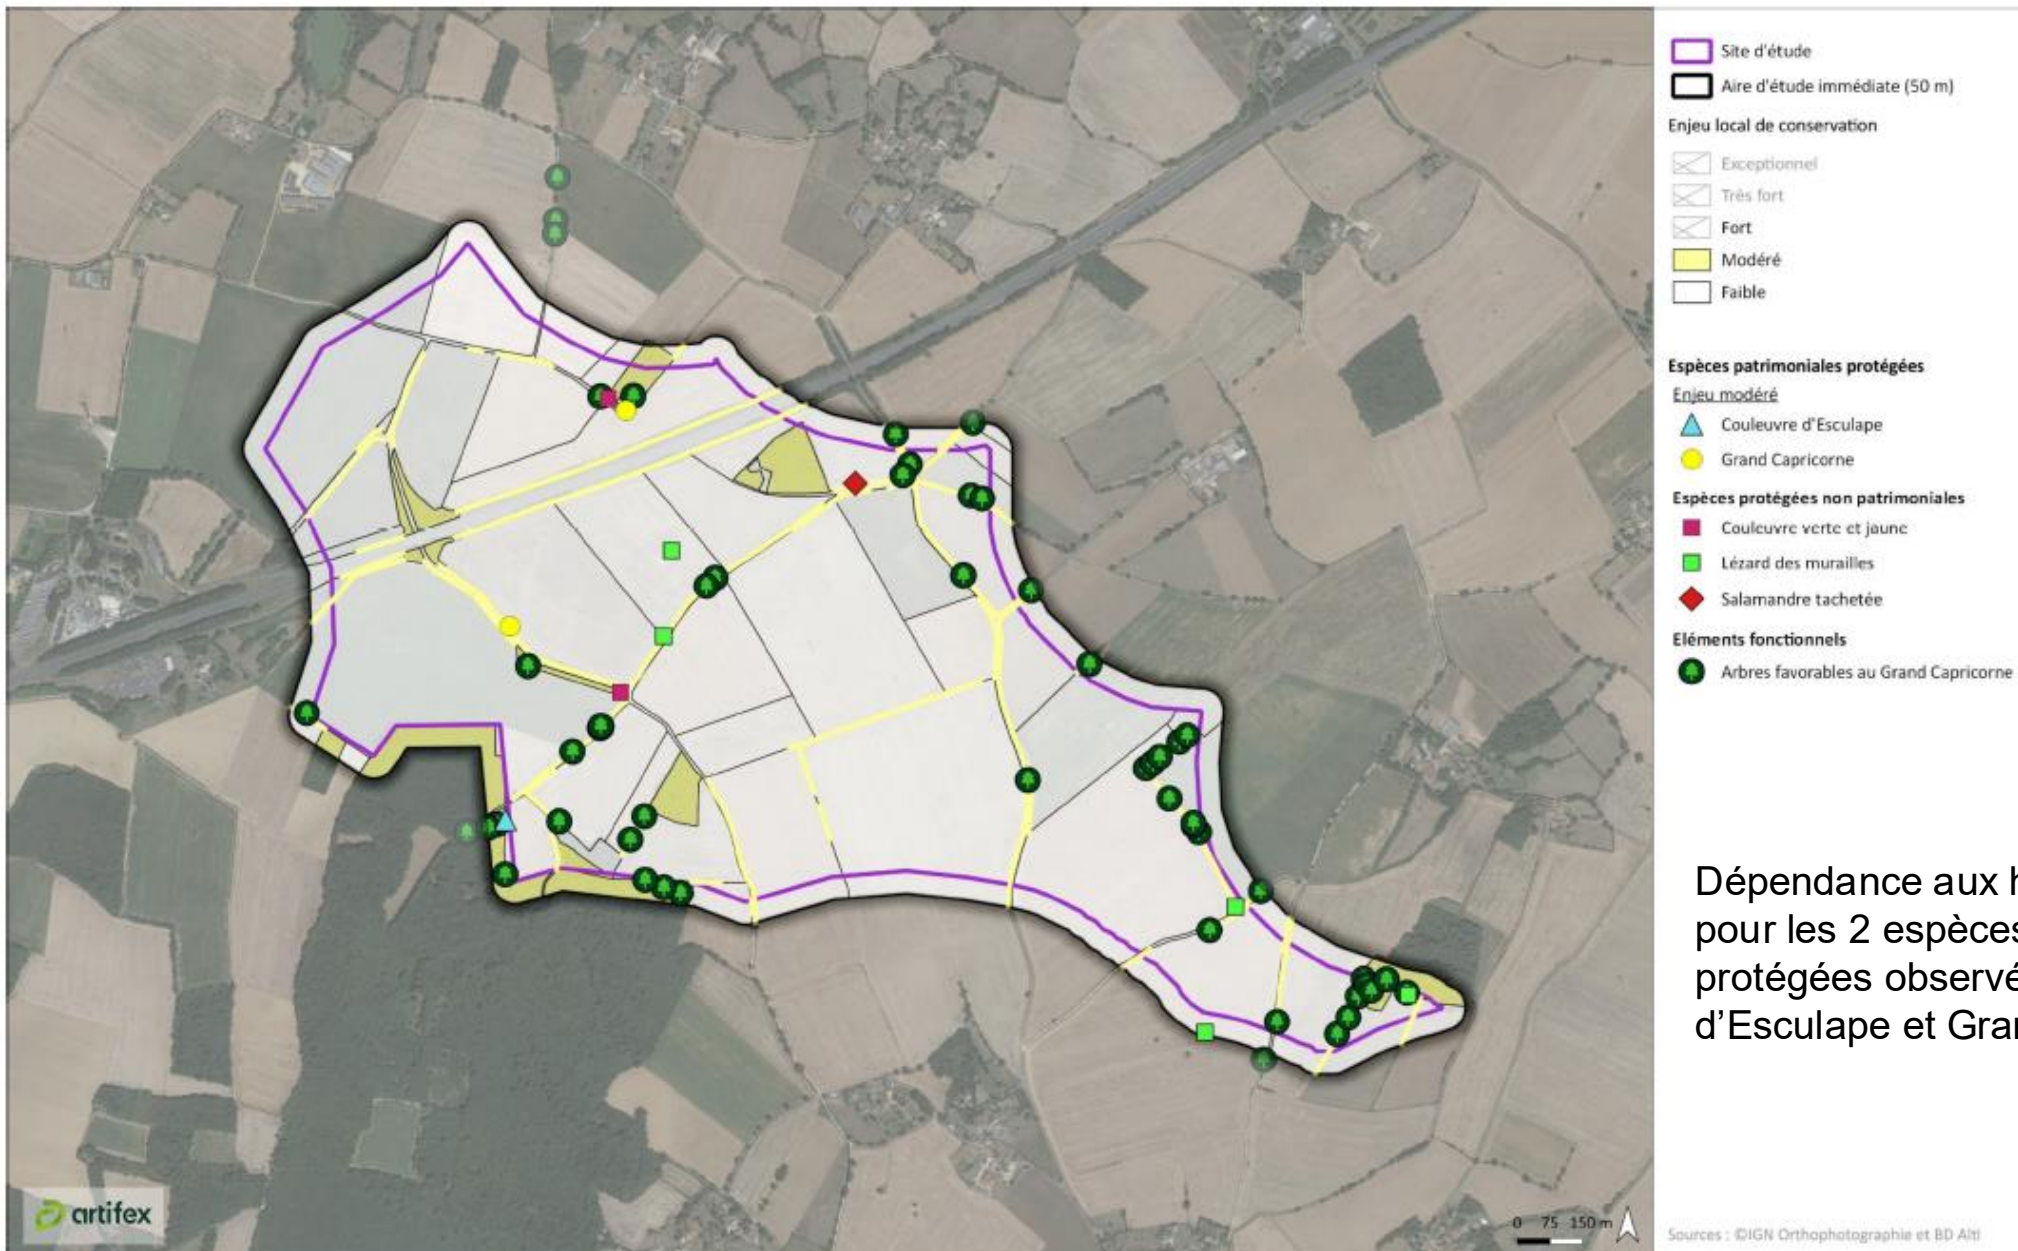 Site d'étude
Aire d'étude immédiate (50 m)
Enjeu local de conservation
Exceptionnel
Très fort
Fort
Modéré
Faible
Espèces patrimoniales protégées
Enjeu modéré
Couleuvre d'Esculape
Grand Capricorne
Espèces protégées non patrimoniales
Couleuvre verte et jaune
Lézard des murailles
Salamandre tachetée
Eléments fonctionnels
Arbres favorables au Grand Capricorne
Dépendance aux h
pour les 2 espèces
protégées observé
d'Esculape et Gran
artifex
0 75 150 m
Sources : ©IGN Orthophotographie et BD Alti